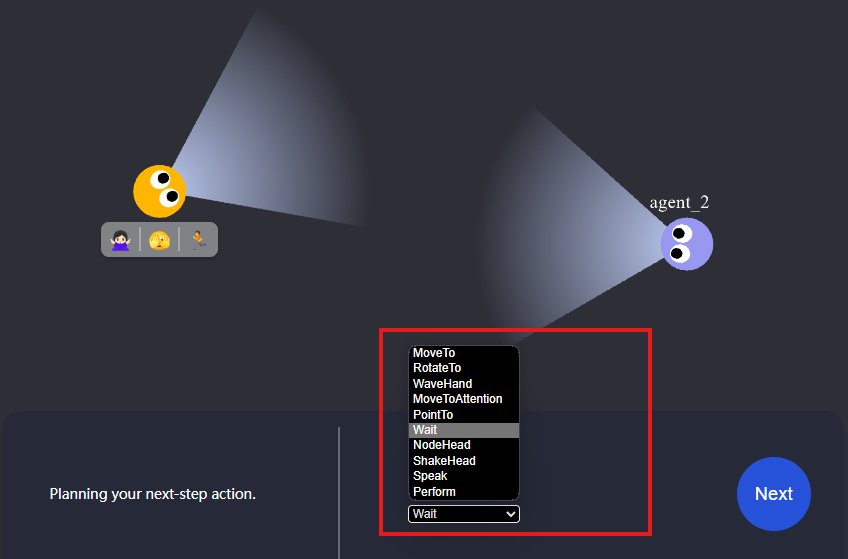 agent_2
MoveTo
RotateTo
WaveHand
MoveToAttention
PointTo
Wait
NodeHead
ShakeHead
Speak
Perform
Planning your next-step action.
Wait
Next